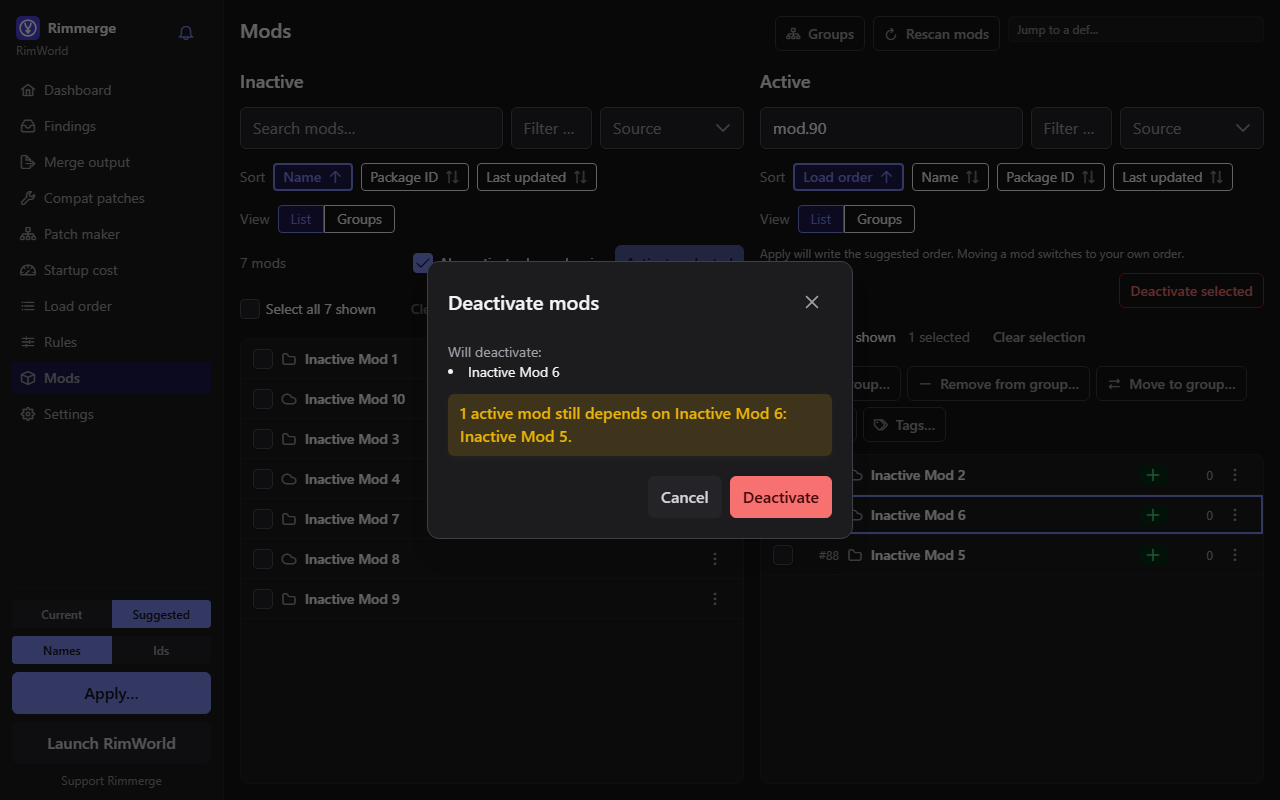 Rimmerge
RimWorld
Dashboard
Findings
Merge output
Compat patches
Patch maker
Startup cost
Load order
Rules
Mods
Settings
Current
Suggested
Names
Ids
Apply...
Launch RimWorld
Support Rimmerge
Mods
Groups
Rescan mods
Jump to a def...
Inactive
Search mods...
Filter ...
Source
Sort
Name
Package ID
Last updated
View
List
Groups
7 mods
Select all 7 shown
Inactive Mod 1
Inactive Mod 10
Inactive Mod 3
Inactive Mod 4
Inactive Mod 7
Inactive Mod 8
Inactive Mod 9
Active
mod.90
Filter ...
Source
Sort
Load order
Name
Package ID
Last updated
View
List
Groups
Apply will write the suggested order. Moving a mod switches to your own order.
Deactivate selected
shown
1 selected
Clear selection
Remove from group...
Move to group...
Tags...
Inactive Mod 2
0
Inactive Mod 6
0
#88
Inactive Mod 5
0
Deactivate mods
Will deactivate:
• Inactive Mod 6
1 active mod still depends on Inactive Mod 6:
Inactive Mod 5.
Cancel
Deactivate